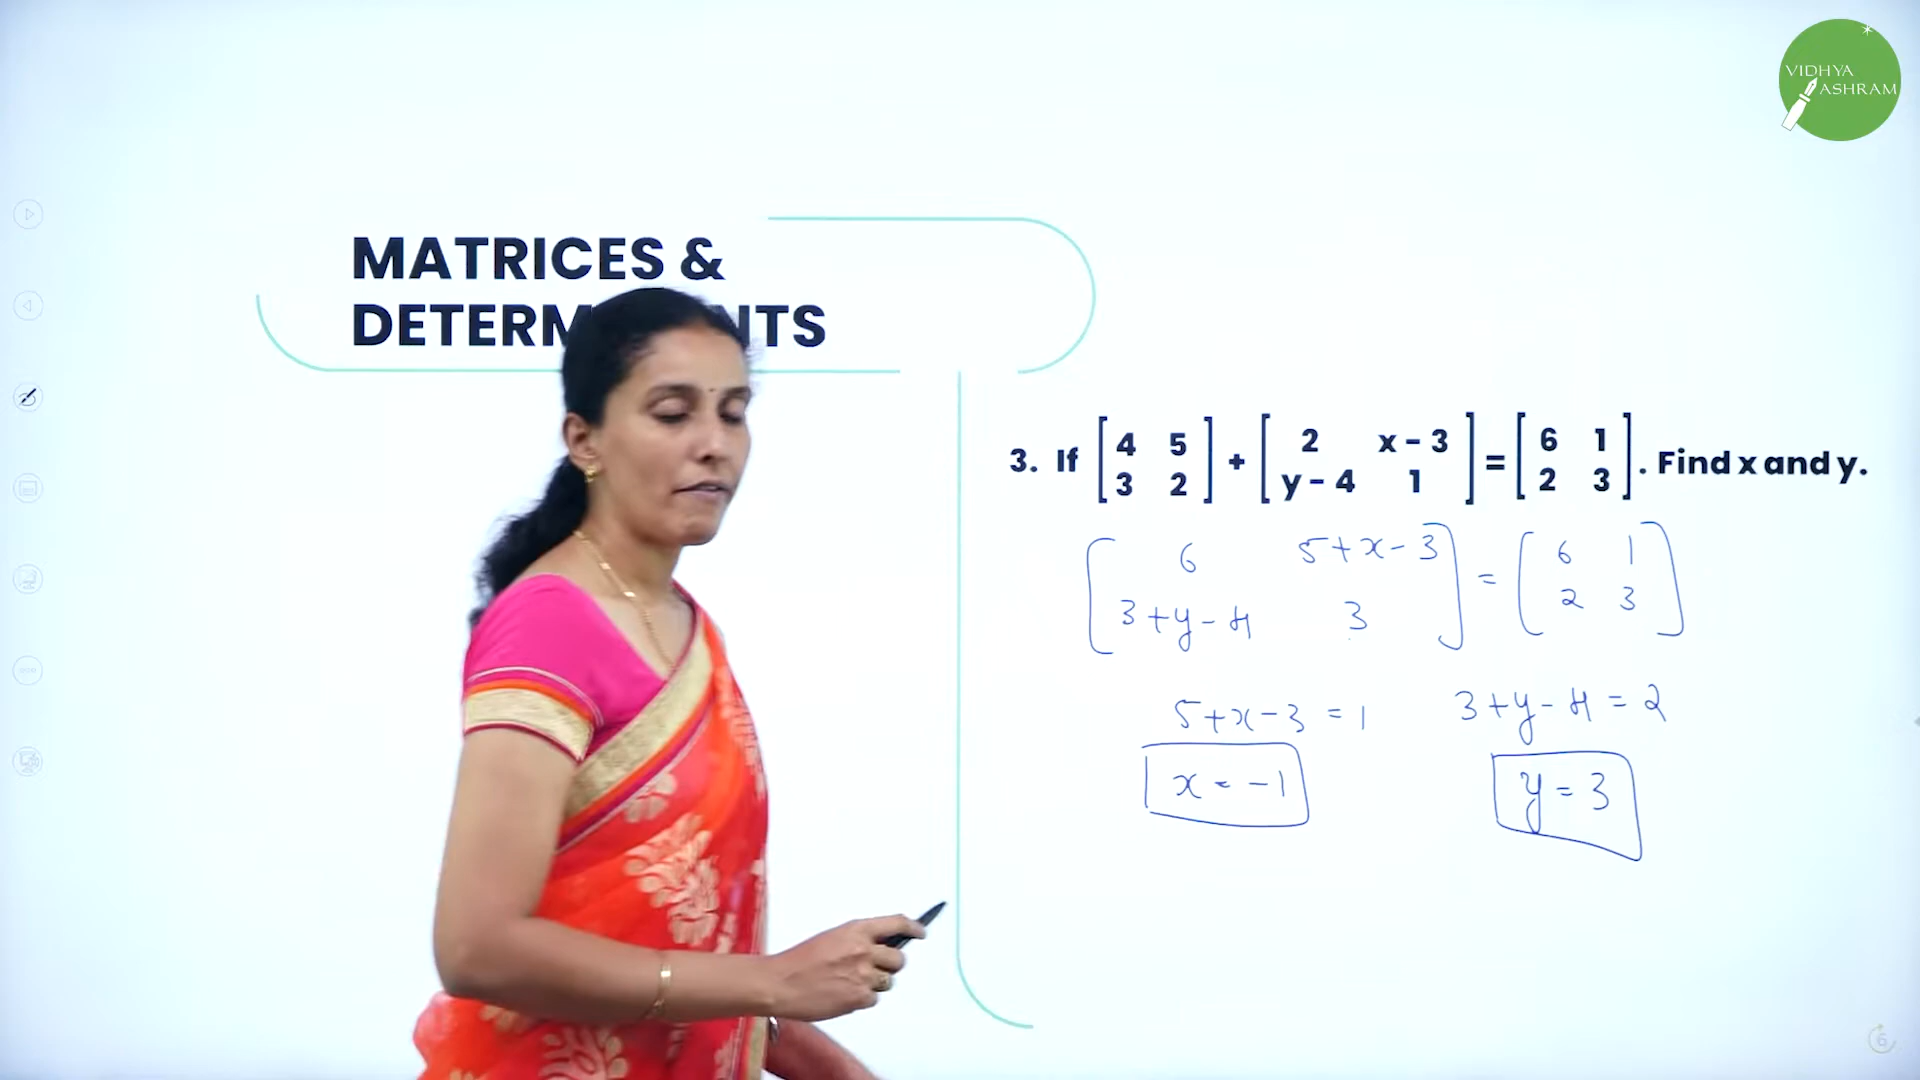 VIDHYA
ASHRAM
MATRICES &
DETERM NTS
3. If [4 5 3 2] + [2 x - 3 y - 4 1] = [6 1 2 3]. Find x and y.
[6 5+x-3 3+y-4 3] = [6 1 2 3]
5+x-3 = 1 3+y-4 = 2
x = -1 y = 3
6